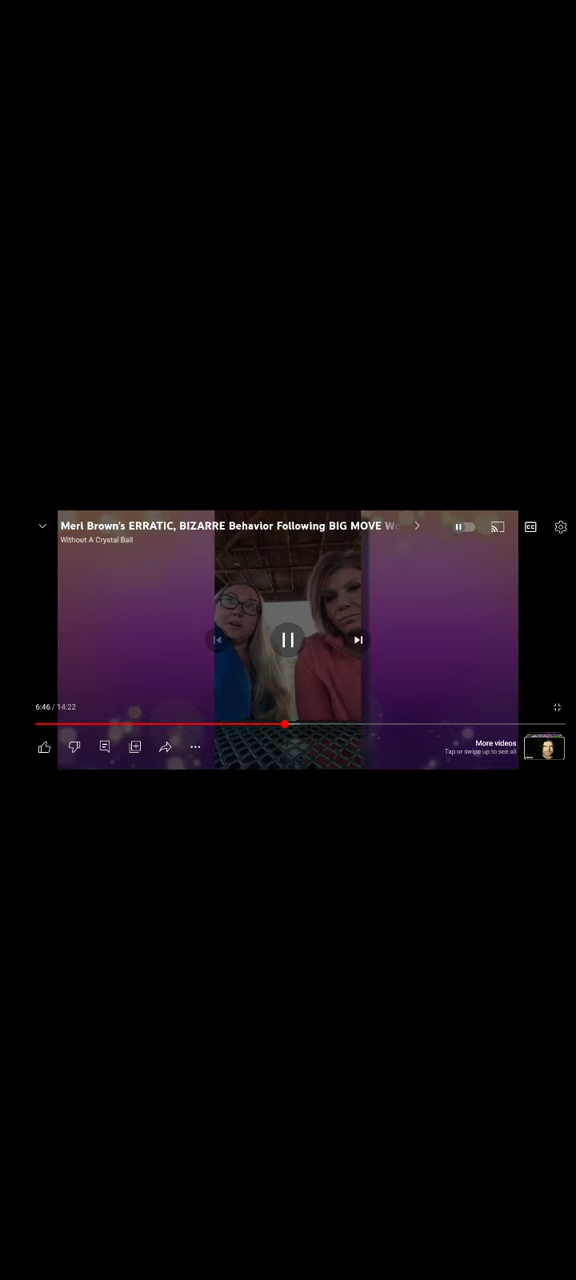 Meri Brown's ERRATIC, BIZARRE Behavior Following BIG MOVE
Without A Crystal Ball
CC
6:46 / 14:22
More videos
Tap or swipe up to see all